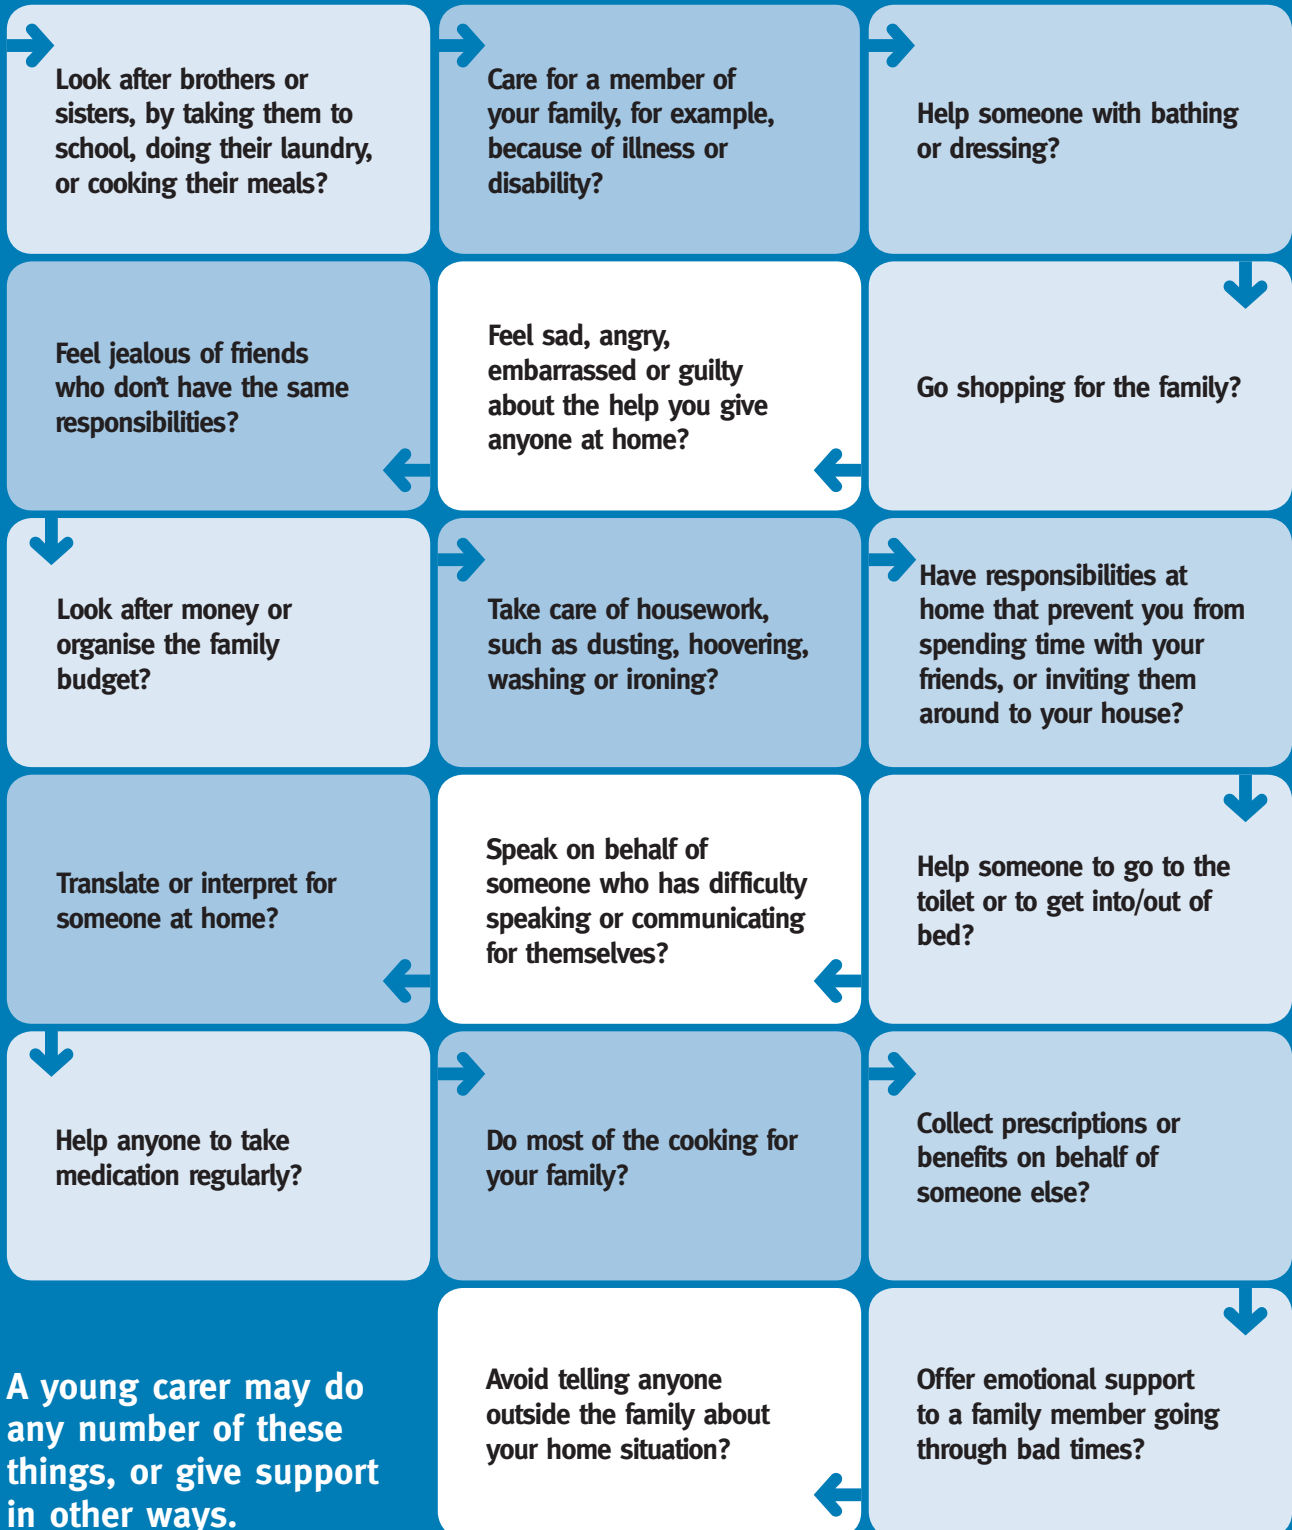 Look after brothers or
sisters, by taking them to
school, doing their laundry,
or cooking their meals?
Care for a member of
your family, for example,
because of illness or
disability?
Help someone with bathing
or dressing?
Go shopping for the family?
Feel sad, angry,
embarrassed or guilty
about the help you give
anyone at home?
Feel jealous of friends
who don't have the same
responsibilities?
Look after money or
organise the family
budget?
Take care of housework,
such as dusting, hoovering,
washing or ironing?
Have responsibilities at
home that prevent you from
spending time with your
friends, or inviting them
around to your house?
Help someone to go to the
toilet or to get into/out of
bed?
Speak on behalf of
someone who has difficulty
speaking or communicating
for themselves?
Translate or interpret for
someone at home?
Help anyone to take
medication regularly?
Do most of the cooking for
your family?
Collect prescriptions or
benefits on behalf of
someone else?
Offer emotional support
to a family member going
through bad times?
Avoid telling anyone
outside the family about
your home situation?
A young carer may do
any number of these
things, or give support
in other ways.